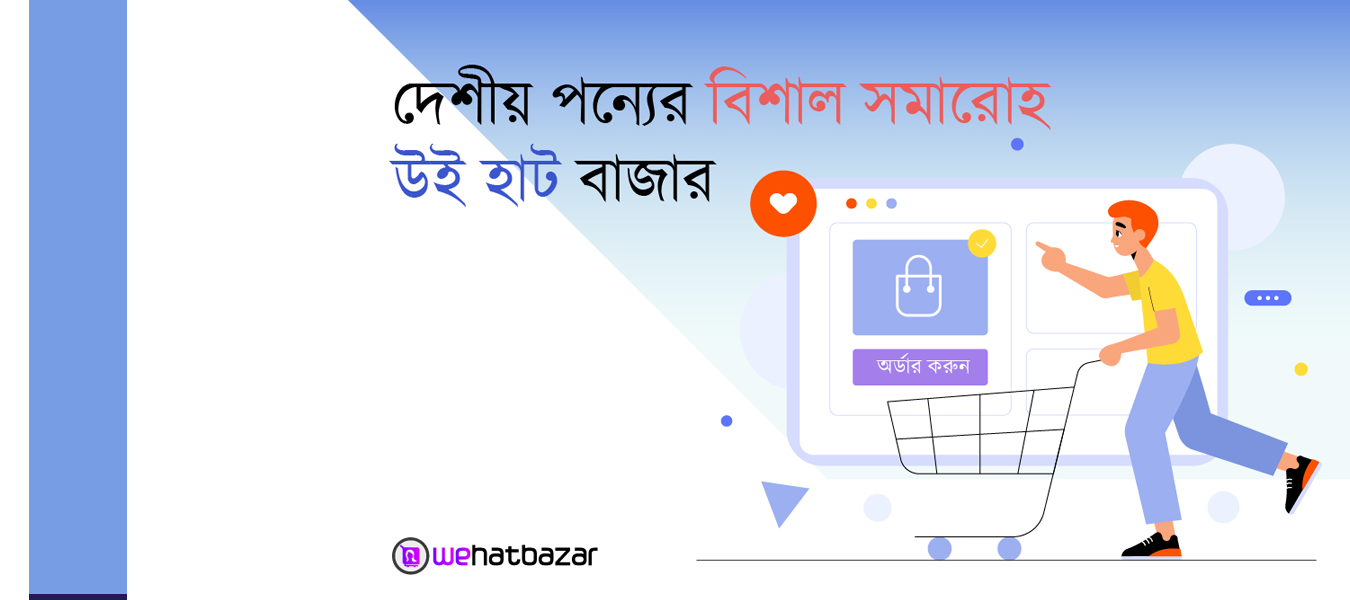 দেশীয় পন্যের বিশাল সমারোহ
উই হাট বাজার
অর্ডার করুন
wehatbazar